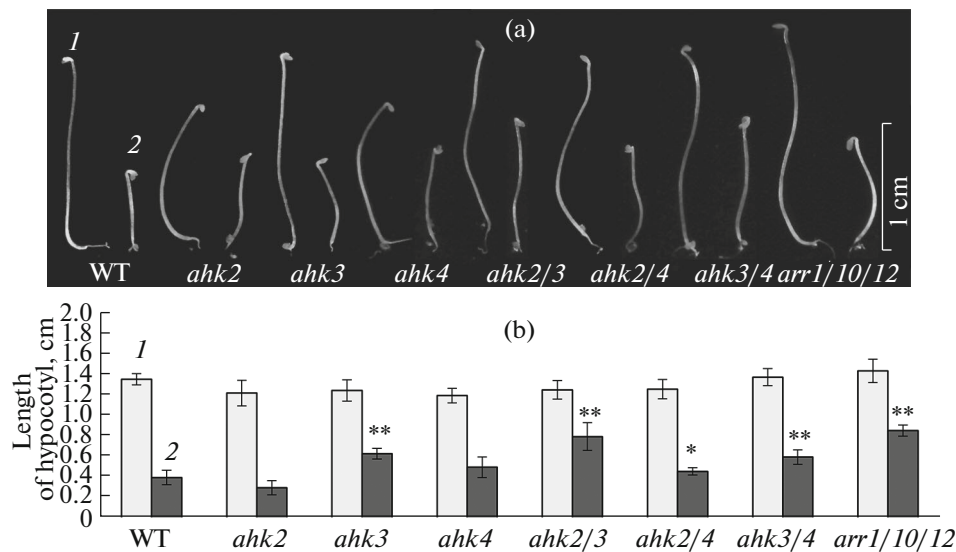 (a)
1
2
1 cm
WT ahk2 ahk3 ahk4 ahk2/3 ahk2/4 ahk3/4 arr1/10/12
(b)
Length
of hypocotyl, cm
2.0
1.8
1.6
1.4
1.2
1.0
0.8
0.6
0.4
0.2
0
1
2
** ** * ** **
WT ahk2 ahk3 ahk4 ahk2/3 ahk2/4 ahk3/4 arr1/10/12